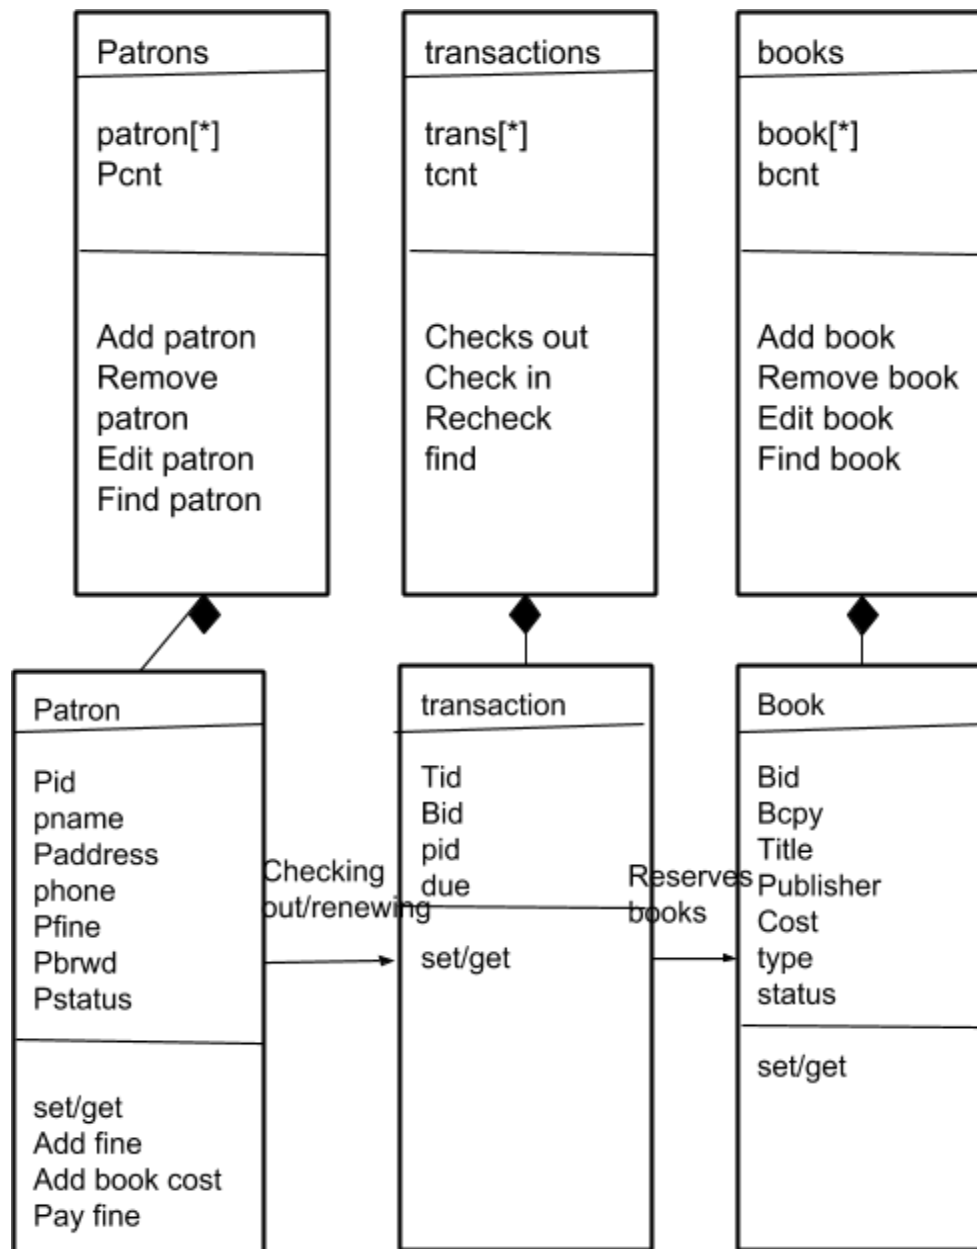 Patrons
patron[*]
Pcnt
Add patron
Remove
patron
Edit patron
Find patron
transactions
trans[*]
tcnt
Checks out
Check in
Recheck
find
books
book[*]
bcnt
Add book
Remove book
Edit book
Find book
Patron
Pid
pname
Paddress
phone
Pfine
Pbrwd
Pstatus
set/get
Add fine
Add book cost
Pay fine
Checking
out/renewing
transaction
Tid
Bid
pid
due
set/get
Reserves
books
Book
Bid
Bcpy
Title
Publisher
Cost
type
status
set/get